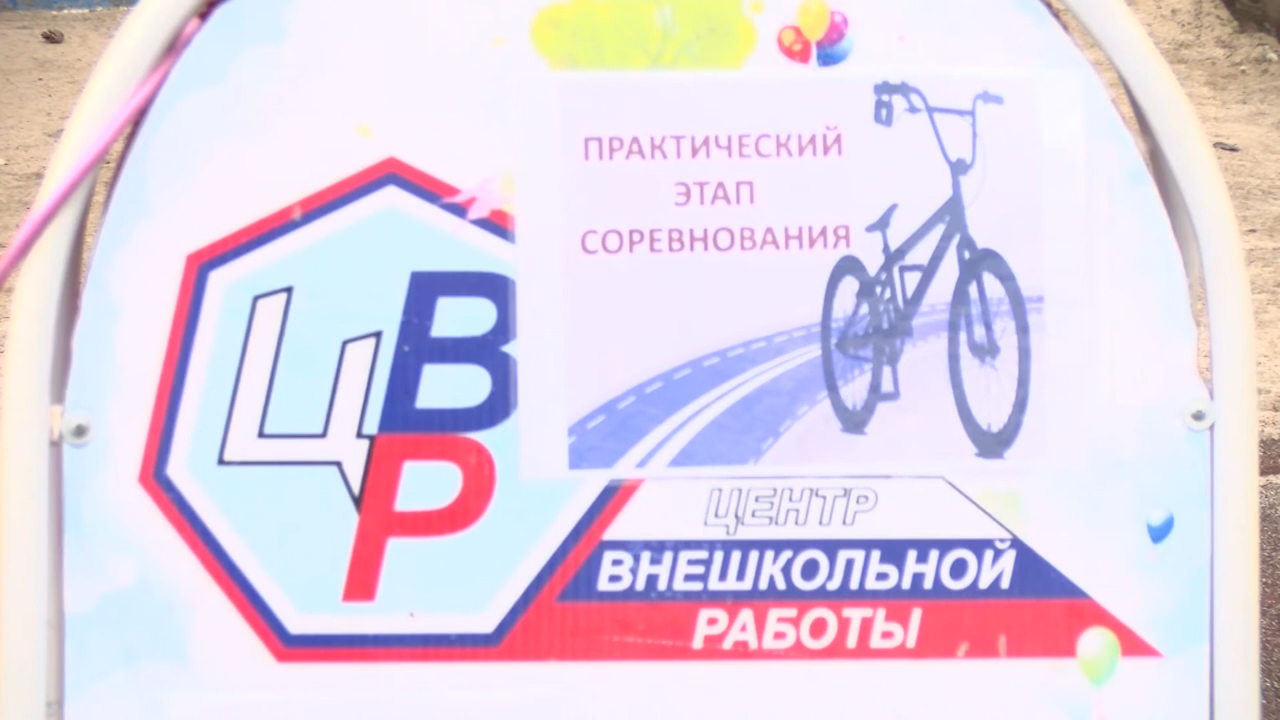 ПРАКТИЧЕСКИЙ
ЭТАП
СОРЕВНОВАНИЯ
ЦВР
ЦЕНТР
ВНЕШКОЛЬНОЙ
РАБОТЫ